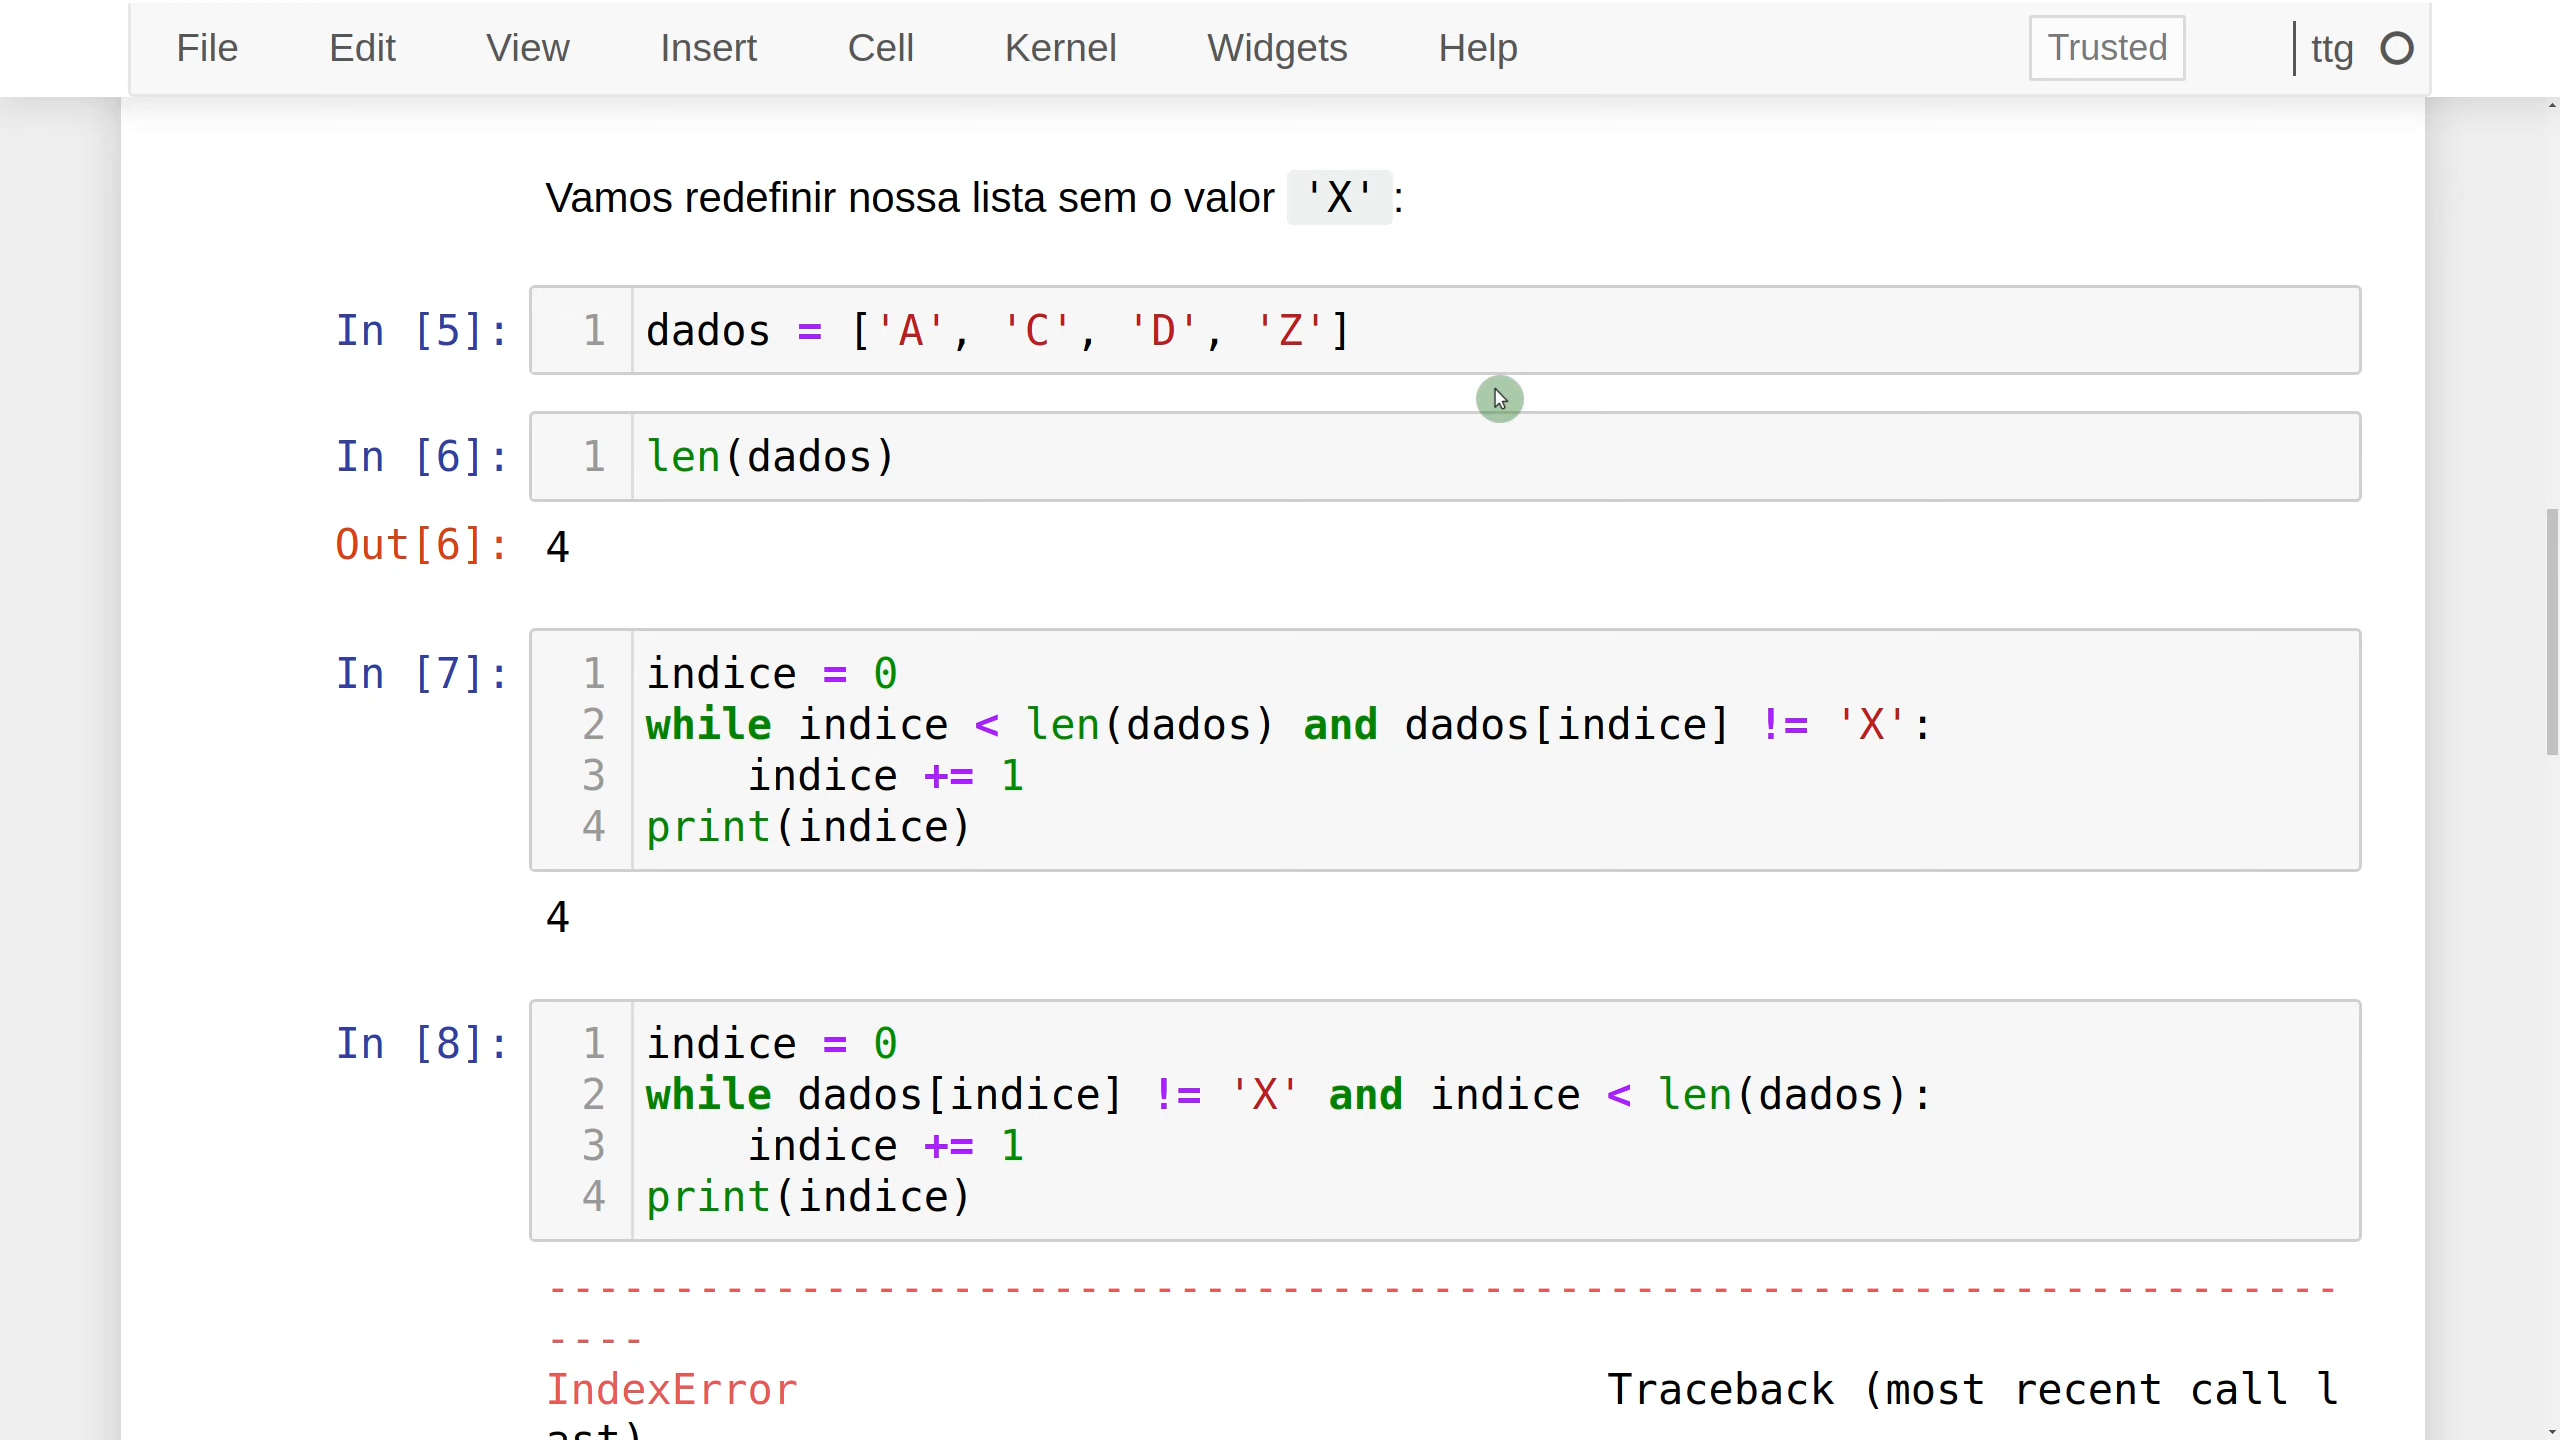 File Edit View Insert Cell Kernel Widgets Help Trusted ttg
Vamos redefinir nossa lista sem o valor 'X':
In [5]: 1 dados = ['A', 'C', 'D', 'Z']
In [6]: 1 len(dados)
Out[6]: 4
In [7]: 1 indice = 0
2 while indice < len(dados) and dados[indice] != 'X':
3     indice += 1
4 print(indice)
4
In [8]: 1 indice = 0
2 while dados[indice] != 'X' and indice < len(dados):
3     indice += 1
4 print(indice)
-----------------------------------------------------------------------
----
IndexError                                Traceback (most recent call l
ast)